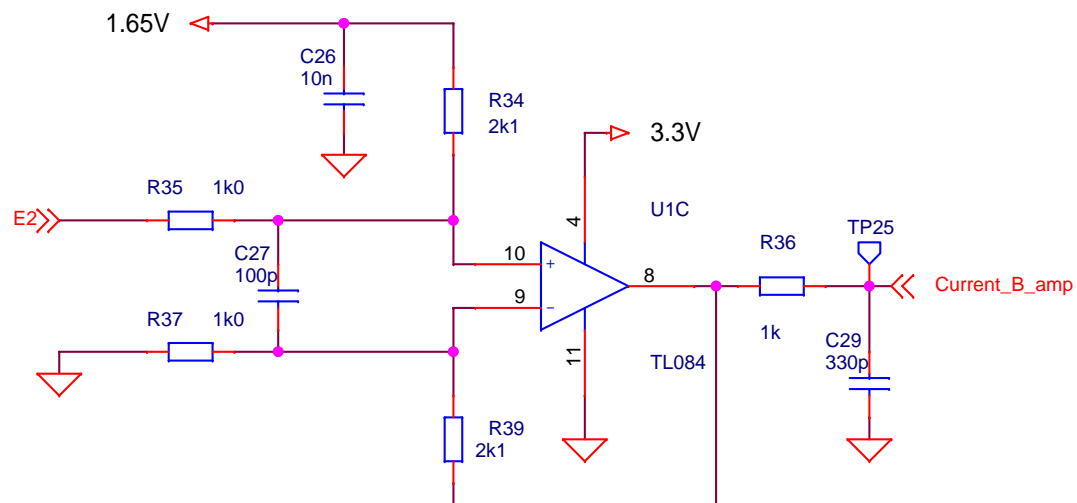 1.65V
C26
10n
R34
2k1
3.3V
R35 1k0
E2
U1C
4
C27
100p
10
+
R36
TP25
8
Current_B_amp
9
−
R37 1k0
1k
11
TL084
C29
330p
R39
2k1